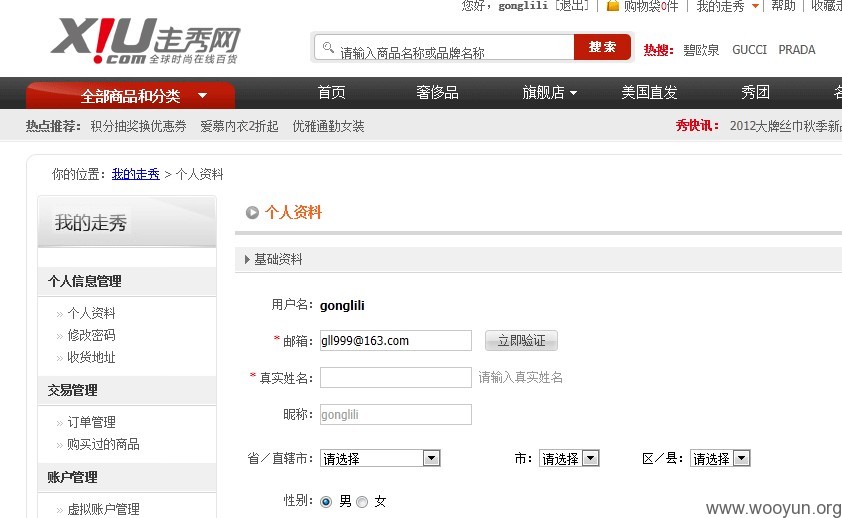 您好，gonglili [退出] | 购物袋0件 | 我的走秀 | 帮助 | 收藏
X!U.com 走秀网 全球时尚在线百货
请输入商品名称或品牌名称 搜索 热搜： 碧欧泉 GUCCI PRADA
全部商品和分类 首页 奢侈品 旗舰店 美国直发 秀团 名
热点推荐： 积分抽奖换优惠券 爱慕内衣2折起 优雅通勤女装 秀快讯： 2012大牌丝巾秋季新品
你的位置：我的走秀 > 个人资料
我的走秀
个人信息管理
» 个人资料
» 修改密码
» 收货地址
交易管理
» 订单管理
» 购买过的商品
账户管理
» 虚拟账户管理
个人资料
基础资料
用户名：gonglili
* 邮箱：gll999@163.com 立即验证
* 真实姓名： 请输入真实姓名
昵称：gonglili
省／直辖市：请选择 市：请选择 区／县：请选择
性别： 男 女
www.wooyun.org